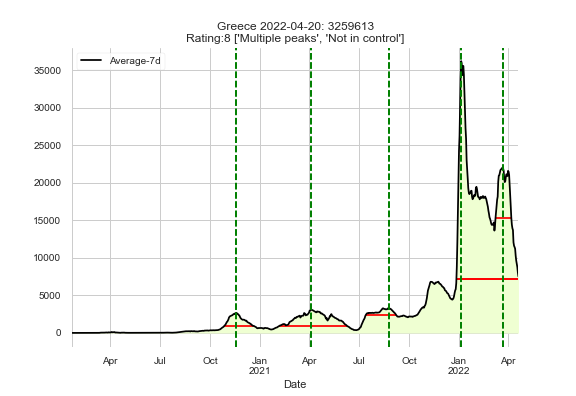 Greece 2022-04-20: 3259613
Rating:8 ['Multiple peaks', 'Not in control']
Average-7d
35000
30000
25000
20000
15000
10000
5000
0
Apr Jul Oct Jan Apr Jul Oct Jan Apr
2021 2022
Date